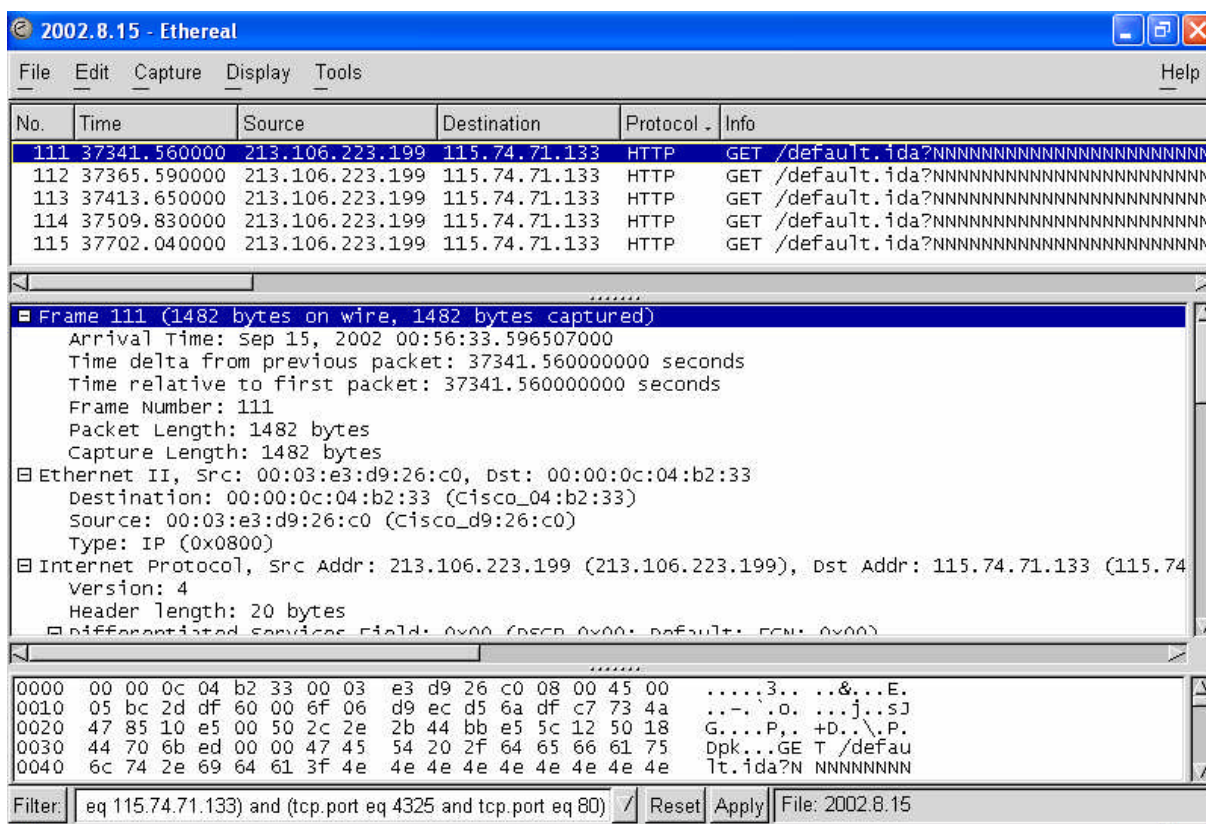 2002.8.15 - Ethereal
File Edit Capture Display Tools Help
No. Time Source Destination Protocol Info
111 37341.560000 213.106.223.199 115.74.71.133 HTTP GET /default.ida?NNNNNNNNNNNNNNNNNNNNNNN
112 37365.590000 213.106.223.199 115.74.71.133 HTTP GET /default.ida?NNNNNNNNNNNNNNNNNNNNNNN
113 37413.650000 213.106.223.199 115.74.71.133 HTTP GET /default.ida?NNNNNNNNNNNNNNNNNNNNNNN
114 37509.830000 213.106.223.199 115.74.71.133 HTTP GET /default.ida?NNNNNNNNNNNNNNNNNNNNNNN
115 37702.040000 213.106.223.199 115.74.71.133 HTTP GET /default.ida?NNNNNNNNNNNNNNNNNNNNNNN
Frame 111 (1482 bytes on wire, 1482 bytes captured)
Arrival Time: Sep 15, 2002 00:56:33.596507000
Time delta from previous packet: 37341.560000000 seconds
Time relative to first packet: 37341.560000000 seconds
Frame Number: 111
Packet Length: 1482 bytes
Capture Length: 1482 bytes
Ethernet II, Src: 00:03:e3:d9:26:c0, Dst: 00:00:0c:04:b2:33
Destination: 00:00:0c:04:b2:33 (Cisco_04:b2:33)
Source: 00:03:e3:d9:26:c0 (Cisco_d9:26:c0)
Type: IP (0x0800)
Internet Protocol, Src Addr: 213.106.223.199 (213.106.223.199), Dst Addr: 115.74.71.133 (115.74
Version: 4
Header length: 20 bytes
Differentiated Services Field: 0x00 (DSCP 0x00: Default; ECN: 0x00)
0000 00 00 0c 04 b2 33 00 03 e3 d9 26 c0 08 00 45 00 .....3.. ..&...E.
0010 05 bc 2d df 60 00 6f 06 d9 ec d5 6a df c7 73 4a ..-.`.o. ...j..sJ
0020 47 85 10 e5 00 50 2c 2e 2b 44 bb e5 5c 12 50 18 G....P,. +D..\.P.
0030 44 70 6b ed 00 00 47 45 54 20 2f 64 65 66 61 75 Dpk...GE T /defau
0040 6c 74 2e 69 64 61 3f 4e 4e 4e 4e 4e 4e 4e 4e 4e lt.ida?N NNNNNNNN
Filter: eq 115.74.71.133) and (tcp.port eq 4325 and tcp.port eq 80) Reset Apply File: 2002.8.15